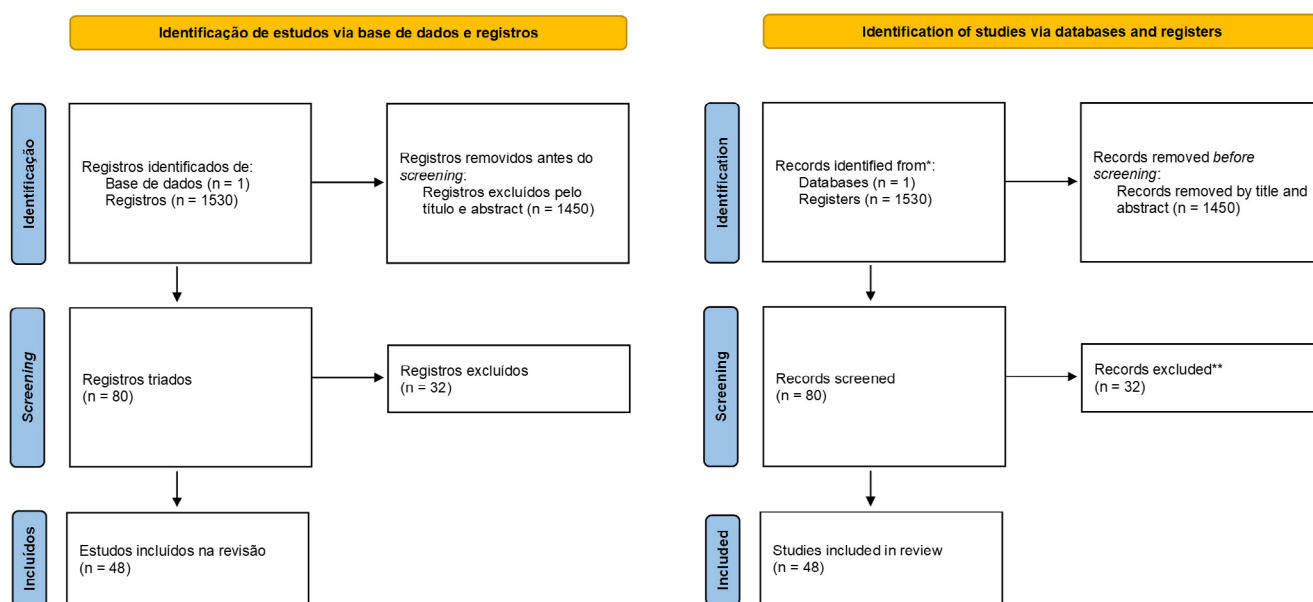 Identificação de estudos via base de dados e registros
Identificação
Registros identificados de:
Base de dados (n = 1)
Registros (n = 1530)
Registros removidos antes do
screening:
Registros excluídos pelo
título e abstract (n = 1450)
Screening
Registros triados
(n = 80)
Registros excluídos
(n = 32)
Incluídos
Estudos incluídos na revisão
(n = 48)
Identification of studies via databases and registers
Identification
Records identified from*:
Databases (n = 1)
Registers (n = 1530)
Records removed before
screening:
Records removed by title and
abstract (n = 1450)
Screening
Records screened
(n = 80)
Records excluded**
(n = 32)
Included
Studies included in review
(n = 48)